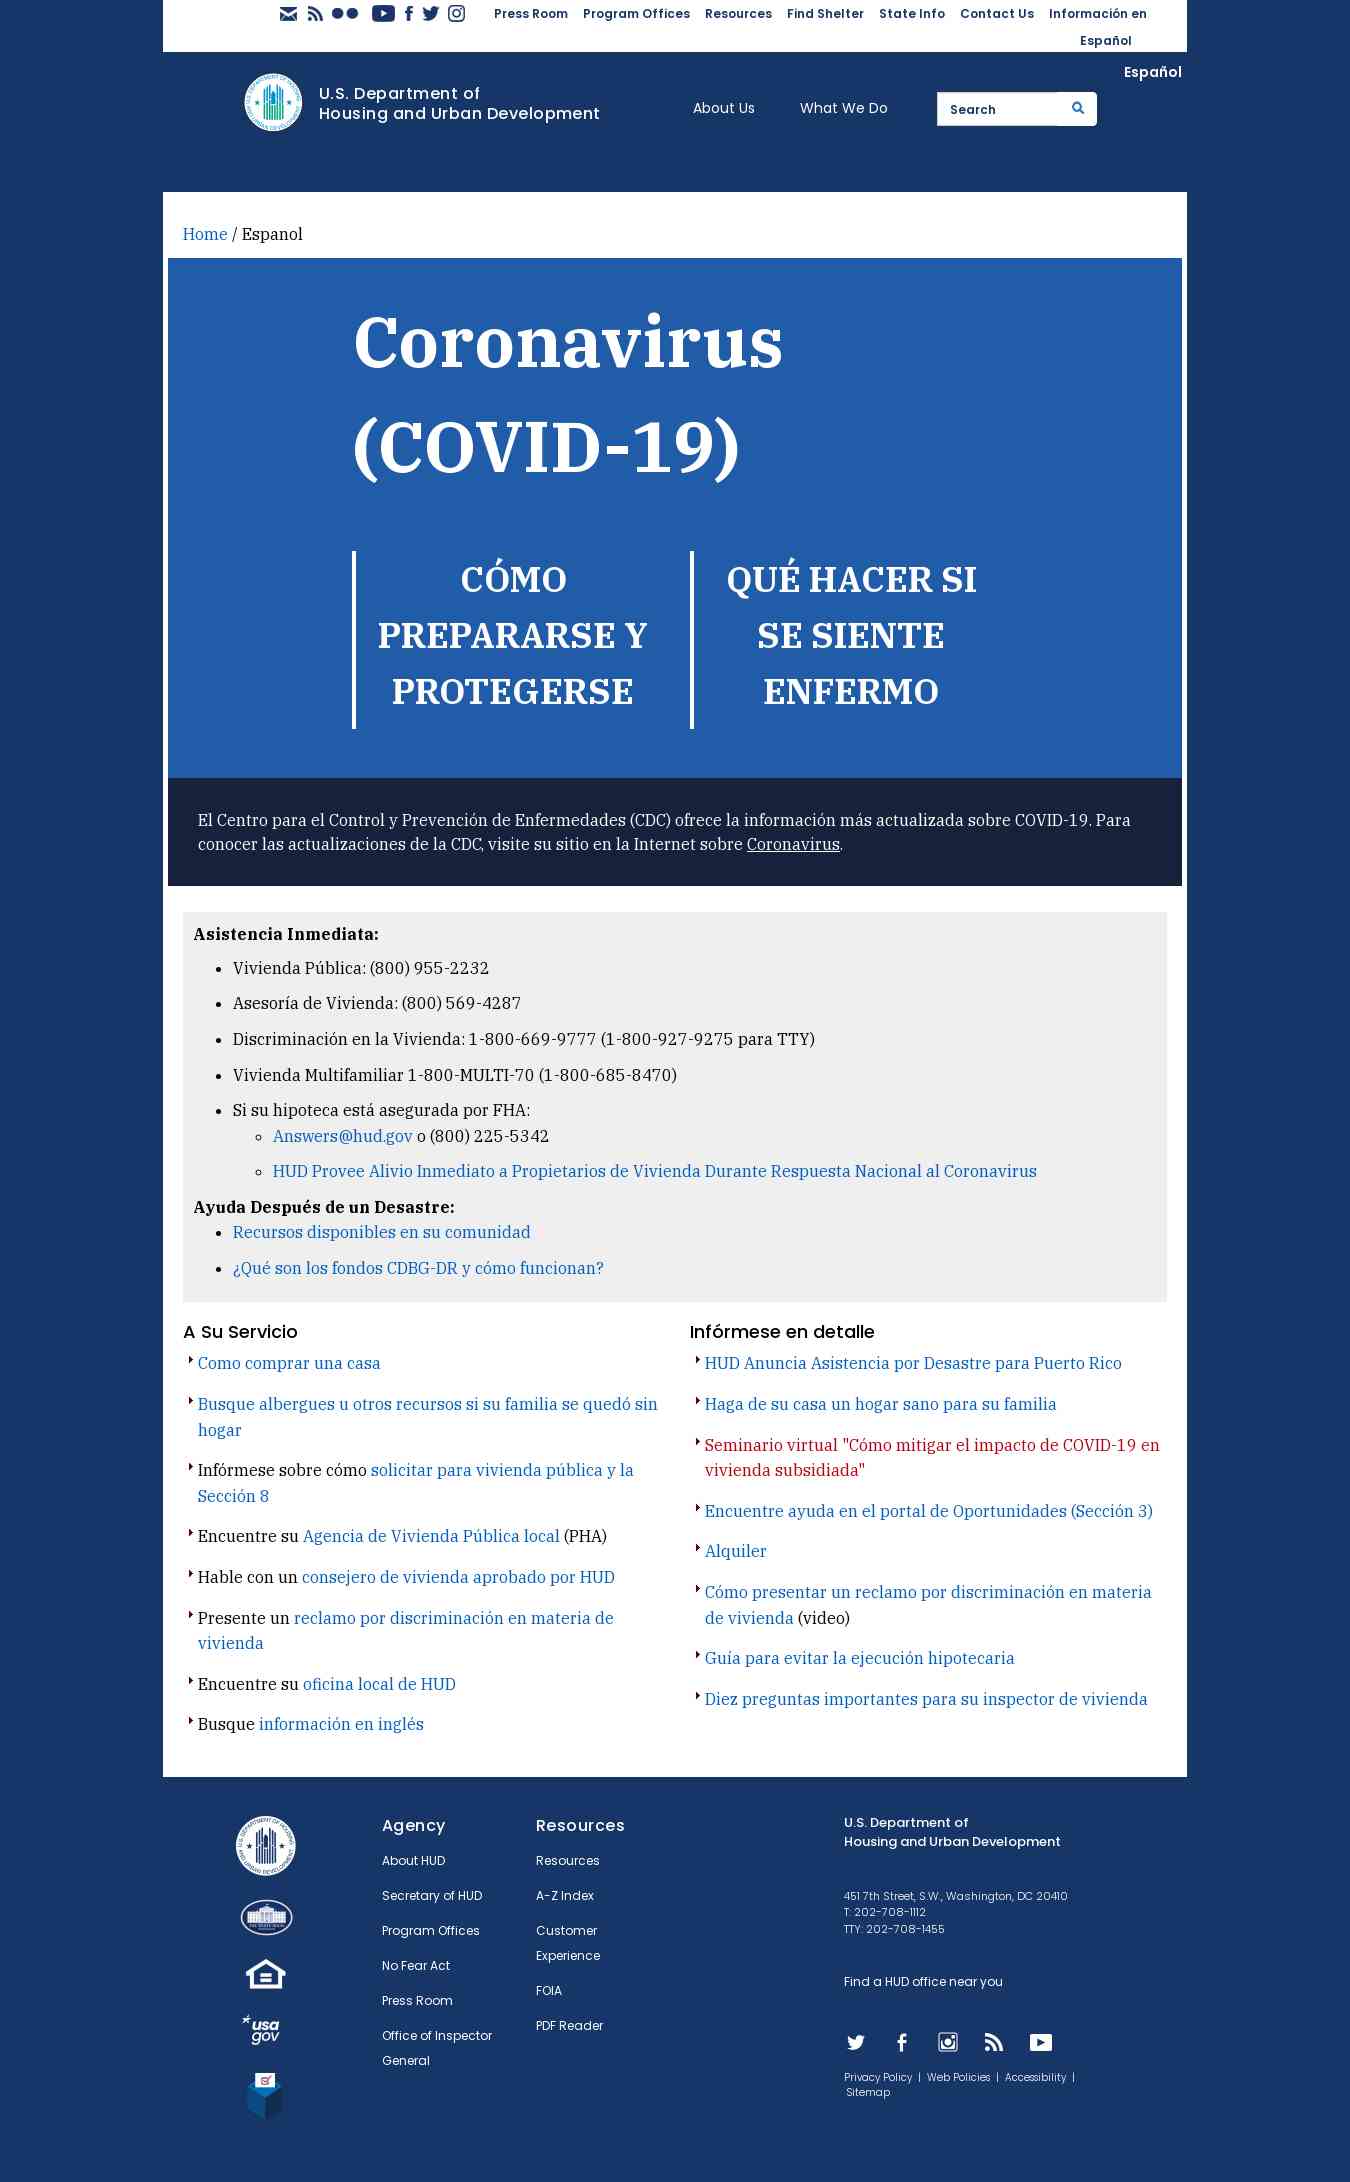 Press Room Program Offices Resources Find Shelter State Info Contact Us Información en
Español
Español
U.S. Department of
Housing and Urban Development
About Us What We Do Search
Home / Espanol
Coronavirus
(COVID-19)
CÓMO
PREPARARSE Y
PROTEGERSE
QUÉ HACER SI
SE SIENTE
ENFERMO
El Centro para el Control y Prevención de Enfermedades (CDC) ofrece la información más actualizada sobre COVID-19. Para
conocer las actualizaciones de la CDC, visite su sitio en la Internet sobre Coronavirus.
Asistencia Inmediata:
Vivienda Pública: (800) 955-2232
Asesoría de Vivienda: (800) 569-4287
Discriminación en la Vivienda: 1-800-669-9777 (1-800-927-9275 para TTY)
Vivienda Multifamiliar 1-800-MULTI-70 (1-800-685-8470)
Si su hipoteca está asegurada por FHA:
Answers@hud.gov o (800) 225-5342
HUD Provee Alivio Inmediato a Propietarios de Vivienda Durante Respuesta Nacional al Coronavirus
Ayuda Después de un Desastre:
Recursos disponibles en su comunidad
¿Qué son los fondos CDBG-DR y cómo funcionan?
A Su Servicio
Como comprar una casa
Busque albergues u otros recursos si su familia se quedó sin
hogar
Infórmese sobre cómo solicitar para vivienda pública y la
Sección 8
Encuentre su Agencia de Vivienda Pública local (PHA)
Hable con un consejero de vivienda aprobado por HUD
Presente un reclamo por discriminación en materia de
vivienda
Encuentre su oficina local de HUD
Busque información en inglés
Infórmese en detalle
HUD Anuncia Asistencia por Desastre para Puerto Rico
Haga de su casa un hogar sano para su familia
Seminario virtual "Cómo mitigar el impacto de COVID-19 en
vivienda subsidiada"
Encuentre ayuda en el portal de Oportunidades (Sección 3)
Alquiler
Cómo presentar un reclamo por discriminación en materia
de vivienda (video)
Guía para evitar la ejecución hipotecaria
Diez preguntas importantes para su inspector de vivienda
usa
gov
Agency
About HUD
Secretary of HUD
Program Offices
No Fear Act
Press Room
Office of Inspector
General
Resources
Resources
A-Z Index
Customer
Experience
FOIA
PDF Reader
U.S. Department of
Housing and Urban Development
451 7th Street, S.W., Washington, DC 20410
T: 202-708-1112
TTY: 202-708-1455
Find a HUD office near you
Privacy Policy | Web Policies | Accessibility |
Sitemap